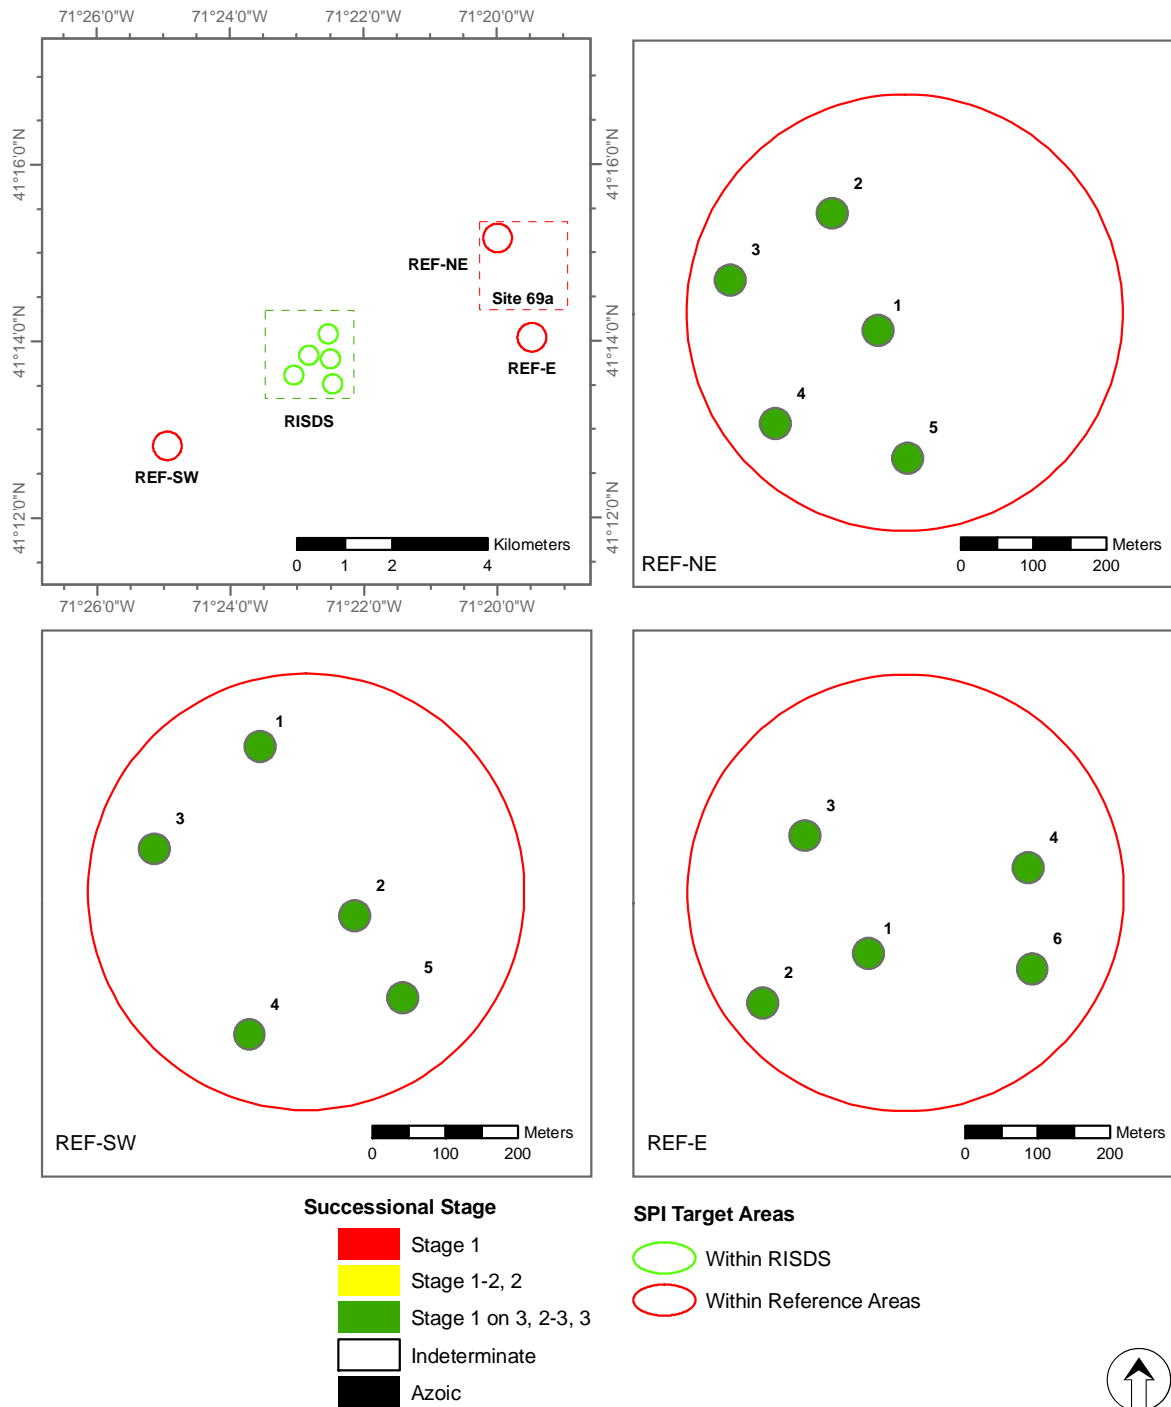 71°26'0"W 71°24'0"W 71°22'0"W 71°20'0"W
41°16'0"N
41°14'0"N
41°12'0"N
41°16'0"N
41°14'0"N
41°12'0"N
REF-NE
Site 69a
REF-E
RISDS
REF-SW
Kilometers
0 1 2 4
71°26'0"W 71°24'0"W 71°22'0"W 71°20'0"W
2
3
1
4
5
Meters
0 100 200
REF-NE
1
3
2
5
4
Meters
0 100 200
REF-SW
3
4
1
6
2
Meters
0 100 200
REF-E
Successional Stage
Stage 1
Stage 1-2, 2
Stage 1 on 3, 2-3, 3
Indeterminate
Azoic
SPI Target Areas
Within RISDS
Within Reference Areas